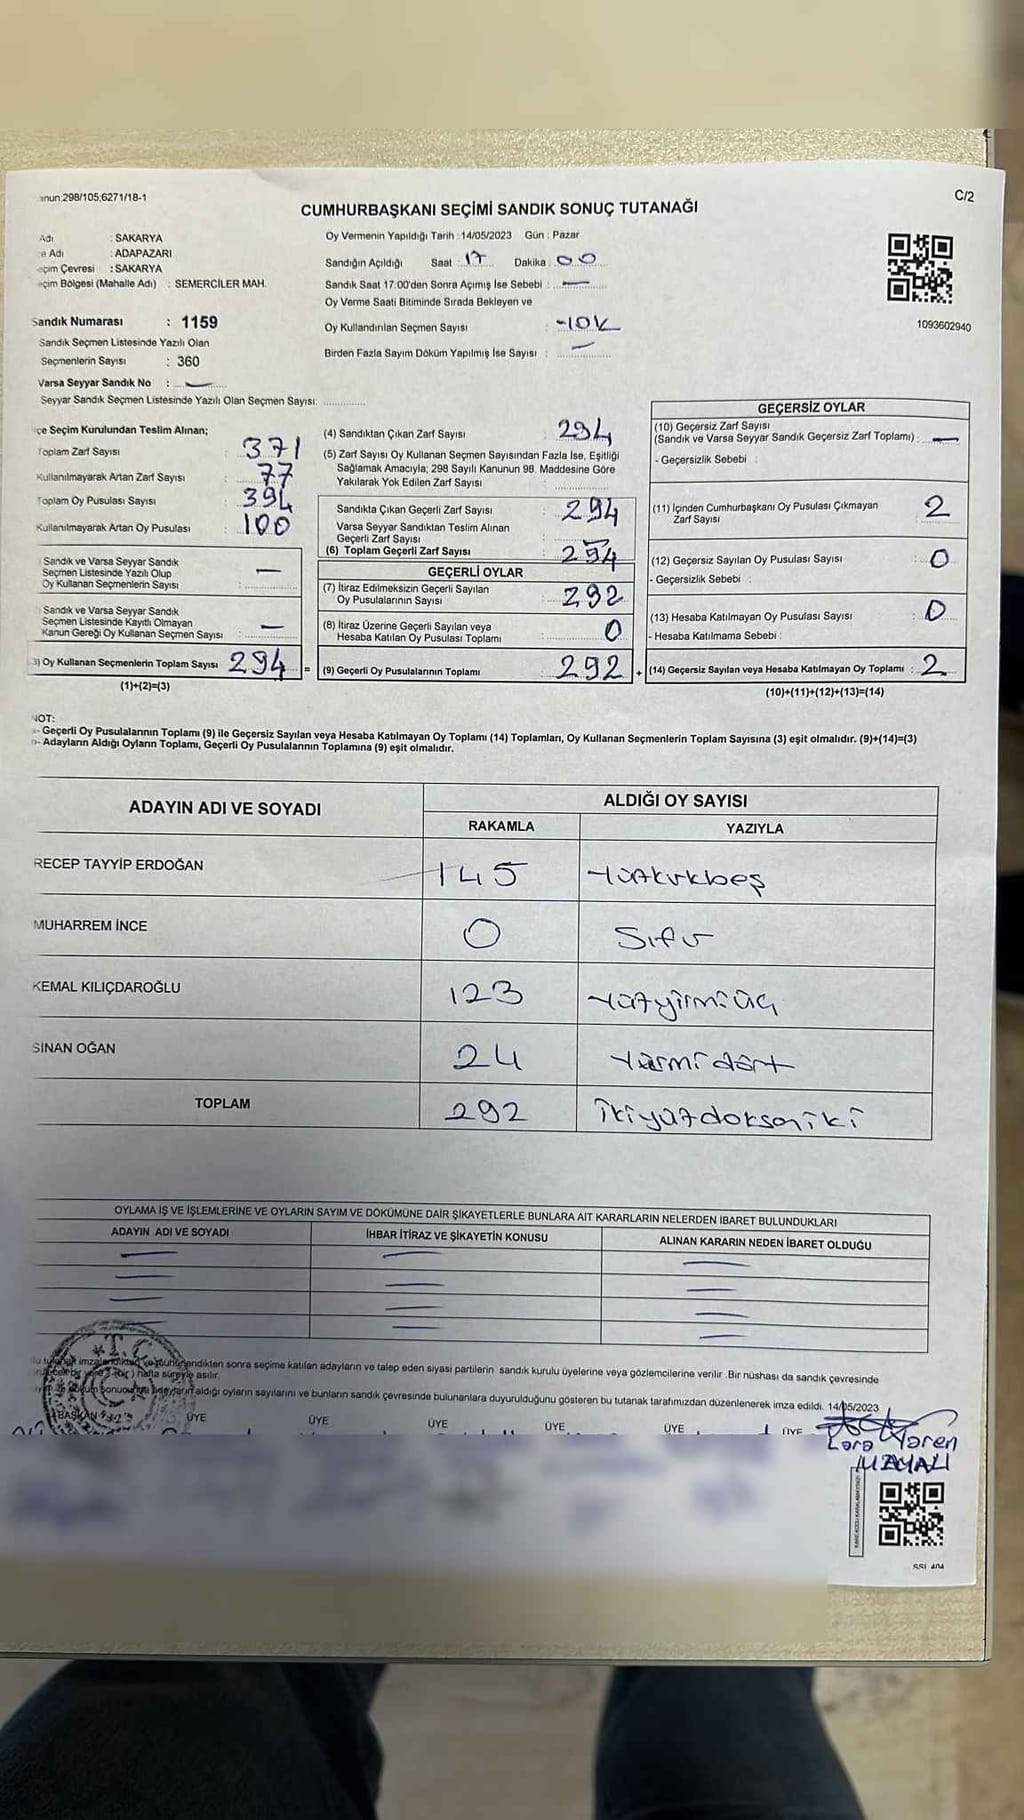 nun.298/105;6271/18-1
C/2
CUMHURBAŞKANI SEÇİMİ SANDIK SONUÇ TUTANAĞI
Adı : SAKARYA
e Adı : ADAPAZARI
eçim Çevresi : SAKARYA
eçim Bölgesi (Mahalle Adı) : SEMERCİLER MAH.
Sandık Numarası : 1159
Sandık Seçmen Listesinde Yazılı Olan
Seçmenlerin Sayısı : 360
Varsa Seyyar Sandık No : —
Seyyar Sandık Seçmen Listesinde Yazılı Olan Seçmen Sayısı:
Oy Vermenin Yapıldığı Tarih :14/05/2023 Gün : Pazar
Sandığın Açıldığı Saat : 17 Dakika : 00
Sandık Saat 17:00'den Sonra Açımış İse Sebebi : —
Oy Verme Saati Bitiminde Sırada Bekleyen ve
Oy Kullandırılan Seçmen Sayısı : -YOK
Birden Fazla Sayım Döküm Yapılmış İse Sayısı : —
1093602940
çe Seçim Kurulundan Teslim Alınan;
Toplam Zarf Sayısı : 371
Kullanılmayarak Artan Zarf Sayısı : 77
Toplam Oy Pusulası Sayısı : 394
Kullanılmayarak Artan Oy Pusulası : 100
Sandık ve Varsa Seyyar Sandık
Seçmen Listesinde Yazılı Olup
Oy Kullanan Seçmenlerin Sayısı : —
Sandık ve Varsa Seyyar Sandık
Seçmen Listesinde Kayıtlı Olmayan
Kanun Gereği Oy Kullanan Seçmen Sayısı : —
3) Oy Kullanan Seçmenlerin Toplam Sayısı 294 =
(1)+(2)=(3)
(4) Sandıktan Çıkan Zarf Sayısı : 294
(5) Zarf Sayısı Oy Kullanan Seçmen Sayısından Fazla İse, Eşitliği
Sağlamak Amacıyla; 298 Sayılı Kanunun 98. Maddesine Göre
Yakılarak Yok Edilen Zarf Sayısı :
Sandıkta Çıkan Geçerli Zarf Sayısı : 294
Varsa Seyyar Sandıktan Teslim Alınan
Geçerli Zarf Sayısı : —
(6) Toplam Geçerli Zarf Sayısı : 294
GEÇERLİ OYLAR
(7) İtiraz Edilmeksizin Geçerli Sayılan
Oy Pusulalarının Sayısı : 292
(8) İtiraz Üzerine Geçerli Sayılan veya
Hesaba Katılan Oy Pusulası Toplamı : 0
(9) Geçerli Oy Pusulalarının Toplamı : 292 +
GEÇERSİZ OYLAR
(10) Geçersiz Zarf Sayısı
(Sandık ve Varsa Seyyar Sandık Geçersiz Zarf Toplamı) : —
- Geçersizlik Sebebi :
(11) İçinden Cumhurbaşkanı Oy Pusulası Çıkmayan
Zarf Sayısı : 2
(12) Geçersiz Sayılan Oy Pusulası Sayısı : 0
- Geçersizlik Sebebi :
(13) Hesaba Katılmayan Oy Pusulası Sayısı : 0
- Hesaba Katılmama Sebebi :
(14) Geçersiz Sayılan veya Hesaba Katılmayan Oy Toplamı : 2
(10)+(11)+(12)+(13)=(14)
NOT:
- Geçerli Oy Pusulalarının Toplamı (9) ile Geçersiz Sayılan veya Hesaba Katılmayan Oy Toplamı (14) Toplamları, Oy Kullanan Seçmenlerin Toplam Sayısına (3) eşit olmalıdır. (9)+(14)=(3)
- Adayların Aldığı Oyların Toplamı, Geçerli Oy Pusulalarının Toplamına (9) eşit olmalıdır.
ADAYIN ADI VE SOYADI
ALDIĞI OY SAYISI
RAKAMLA YAZIYLA
RECEP TAYYİP ERDOĞAN 145 Yüzkırkbeş
MUHARREM İNCE 0 Sıfır
KEMAL KILIÇDAROĞLU 123 Yüzyirmiüç
SİNAN OĞAN 24 Yirmi dört
TOPLAM 292 İkiyüzdoksaniki
OYLAMA İŞ VE İŞLEMLERİNE VE OYLARIN SAYIM VE DÖKÜMÜNE DAİR ŞİKAYETLERLE BUNLARA AİT KARARLARIN NELERDEN İBARET BULUNDUKLARI
ADAYIN ADI VE SOYADI İHBAR İTİRAZ VE ŞİKAYETİN KONUSU ALINAN KARARIN NEDEN İBARET OLDUĞU
T.C.
sonra seçime katılan adayların ve talep eden siyasi partilerin sandık kurulu üyelerine veya gözlemcilerine verilir .Bir nüshası da sandık çevresinde
hafta süreyle asılır.
adayların aldığı oyların sayılarını ve bunların sandık çevresinde bulunanlara duyurulduğunu gösteren bu tutanak tarafımızdan düzenlenerek imza edildi. 14/05/2023
BAŞKAN ÜYE ÜYE ÜYE ÜYE ÜYE ÜYE
Lara Yaren
MAYALI
SSI 404